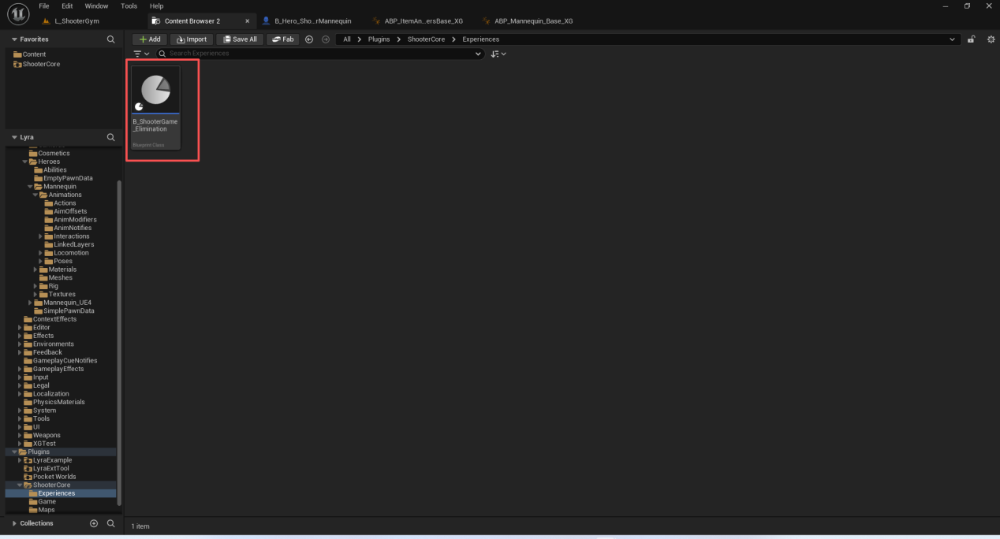 File Edit Window Tools Help
L_ShooterGym Content Browser 2 B_Hero_Sho...rMannequin ABP_ItemAn...ersBase_XG ABP_Mannequin_Base_XG
Favorites
Add Import Save All Fab All Plugins ShooterCore Experiences
Content
Search Experiences
ShooterCore
B_ShooterGame
_Elimination
Blueprint Class
Lyra
Cosmetics
Heroes
Abilities
EmptyPawnData
Mannequin
Animations
Actions
AimOffsets
AnimModifiers
AnimNotifies
Interactions
LinkedLayers
Locomotion
Poses
Materials
Meshes
Rig
Textures
Mannequin_UE4
SimplePawnData
ContextEffects
Editor
Effects
Environments
Feedback
GameplayCueNotifies
GameplayEffects
Input
Legal
Localization
PhysicsMaterials
System
Tools
UI
Weapons
XGTest
Plugins
LyraExample
LyraExtTool
Pocket Worlds
ShooterCore
Experiences
Game
Maps
Collections
1 item